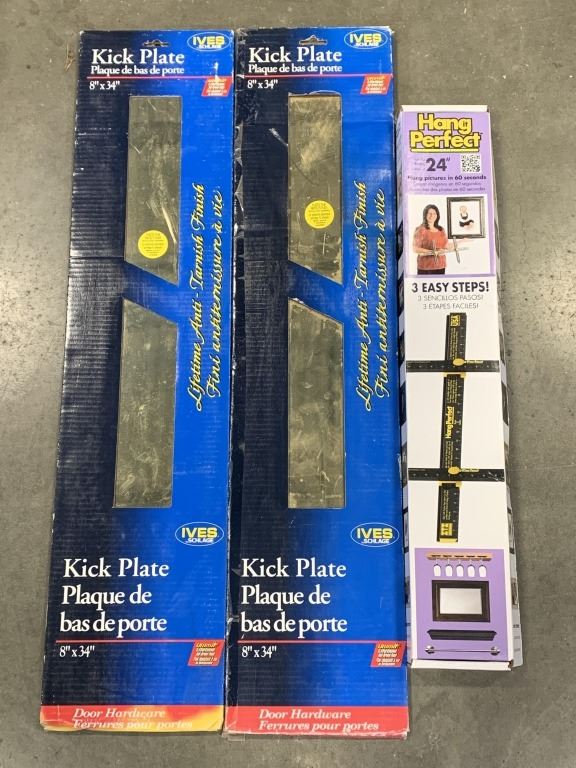 IVES
SCHLAGE
Kick Plate
Plaque de bas de porte
8"x 34"
Lifetime Anti - Tarnish Finish
Fini antiternissure à vie
IVES
SCHLAGE
Kick Plate
Plaque de
bas de porte
8"x 34"
Door Hardware
Ferrures pour portes
IVES
SCHLAGE
Kick Plate
Plaque de bas de porte
8"x 34"
Lifetime Anti - Tarnish Finish
Fini antiternissure à vie
IVES
SCHLAGE
Kick Plate
Plaque de
bas de porte
8"x 34"
Door Hardware
Ferrures pour portes
Hang
Perfect
24"
Hang pictures in 60 seconds
3 EASY STEPS!
3 SENCILLOS PASOS!
3 ÉTAPES FACILES!
USA
Hang Perfect